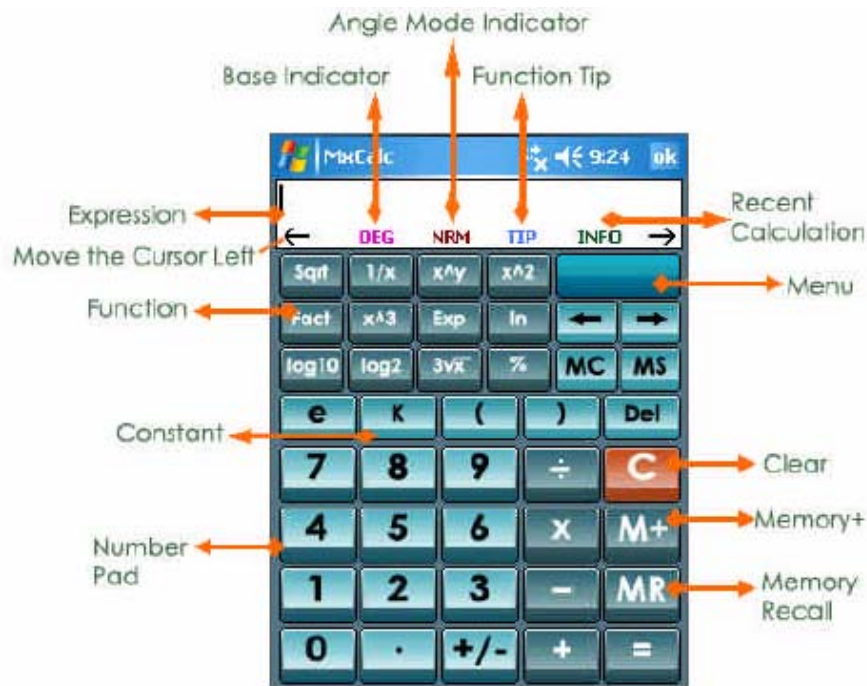 Angle Mode Indicator
Base Indicator
Function Tip
MxCalc 9:24 ok
Expression
Recent Calculation
DEG NRM TIP INFO
Move the Cursor Left
Sqrt 1/x x^y x^2
Menu
Function
Fact x^3 Exp ln
log10 log2 3√x % MC MS
e K ( ) Del
Constant
7 8 9 ÷ C
Clear
4 5 6 x M+
Memory+
Number
Pad
1 2 3 - MR
Memory
Recall
0 . +/- + =